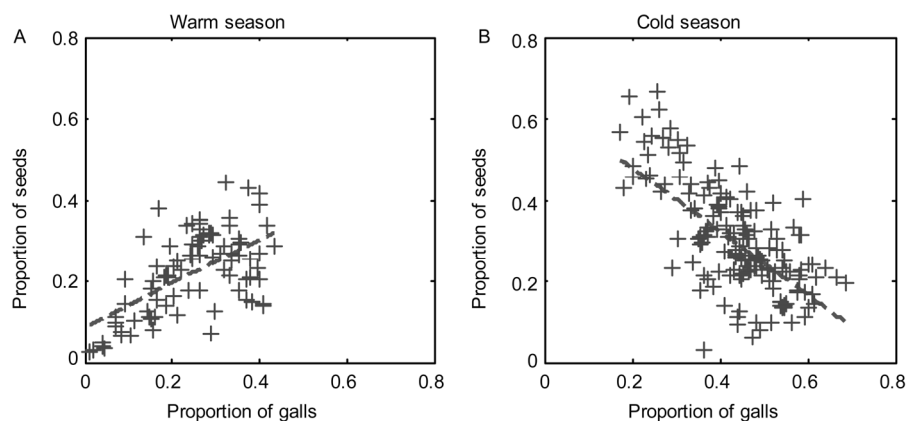 Warm season
A
0.8
0.6
0.4
0.2
0
Proportion of seeds
0 0.2 0.4 0.6 0.8
Proportion of galls
Cold season
B
0.8
0.6
0.4
0.2
0
Proportion of seeds
0 0.2 0.4 0.6 0.8
Proportion of galls